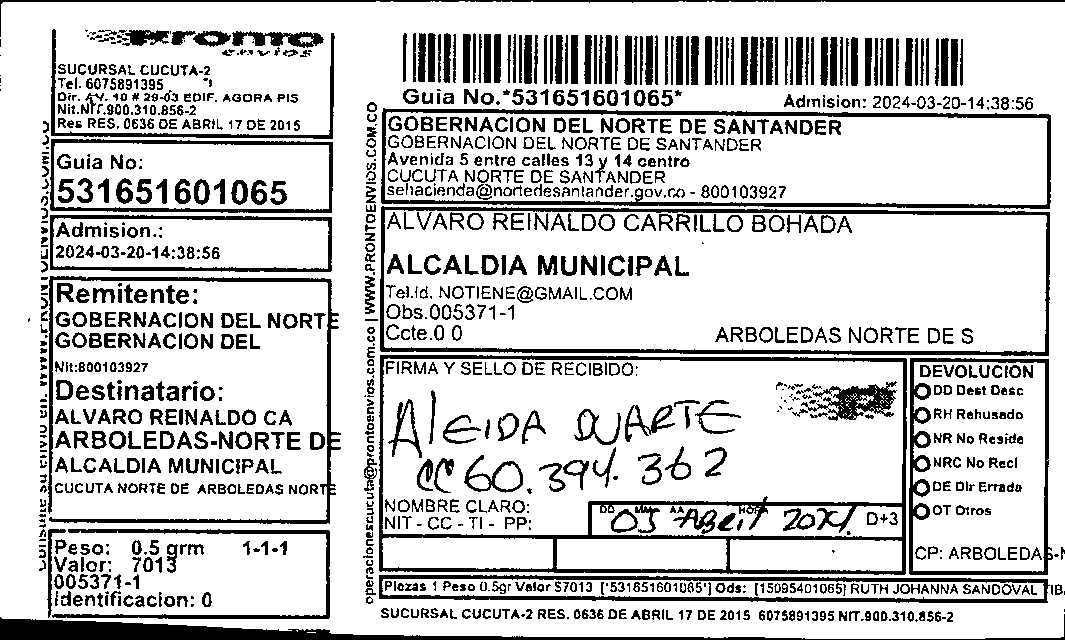 Pronto
envios
SUCURSAL CUCUTA-2
Tel. 6075891395
Dir. AV. 10 # 29-03 EDIF. AGORA PIS
Nit.NIT.900.310.856-2
Res RES. 0636 DE ABRIL 17 DE 2015
Guia No:
531651601065
Admision.:
2024-03-20-14:38:56
Remitente:
GOBERNACION DEL NORTE
GOBERNACION DEL
Nit:800103927
Destinatario:
ALVARO REINALDO CA
ARBOLEDAS-NORTE DE
ALCALDIA MUNICIPAL
CUCUTA NORTE DE ARBOLEDAS NORTE
Peso: 0.5 grm 1-1-1
Valor: 7013
005371-1
Identificacion: 0
operacionescucuta@prontoenvios.com.co | WWW.PRONTOENVIOS.COM.CO
Guia No.*531651601065*
Admision: 2024-03-20-14:38:56
GOBERNACION DEL NORTE DE SANTANDER
GOBERNACION DEL NORTE DE SANTANDER
Avenida 5 entre calles 13 y 14 centro
CUCUTA NORTE DE SANTANDER
sehacienda@nortedesantander.gov.co - 800103927
ALVARO REINALDO CARRILLO BOHADA
ALCALDIA MUNICIPAL
Tel.id. NOTIENE@GMAIL.COM
Obs.005371-1
Ccte.0 0
ARBOLEDAS NORTE DE S
FIRMA Y SELLO DE RECIBIDO:
AlEIDA DUARTE
CC 60.394.362
NOMBRE CLARO:
NIT - CC - TI - PP:
DD MM AA HORA
03 Abril 2024 D+3
DEVOLUCION
DD Dest Desc
RH Rehusado
NR No Reside
NRC No Recl
DE Dir Errada
OT Otros
CP: ARBOLEDAS-N
Piezas 1 Peso 0.5gr Valor $7013 ['531651601065'] Ods: [15095401065] RUTH JOHANNA SANDOVAL TIB
SUCURSAL CUCUTA-2 RES. 0636 DE ABRIL 17 DE 2015 6075891395 NIT.900.310.856-2